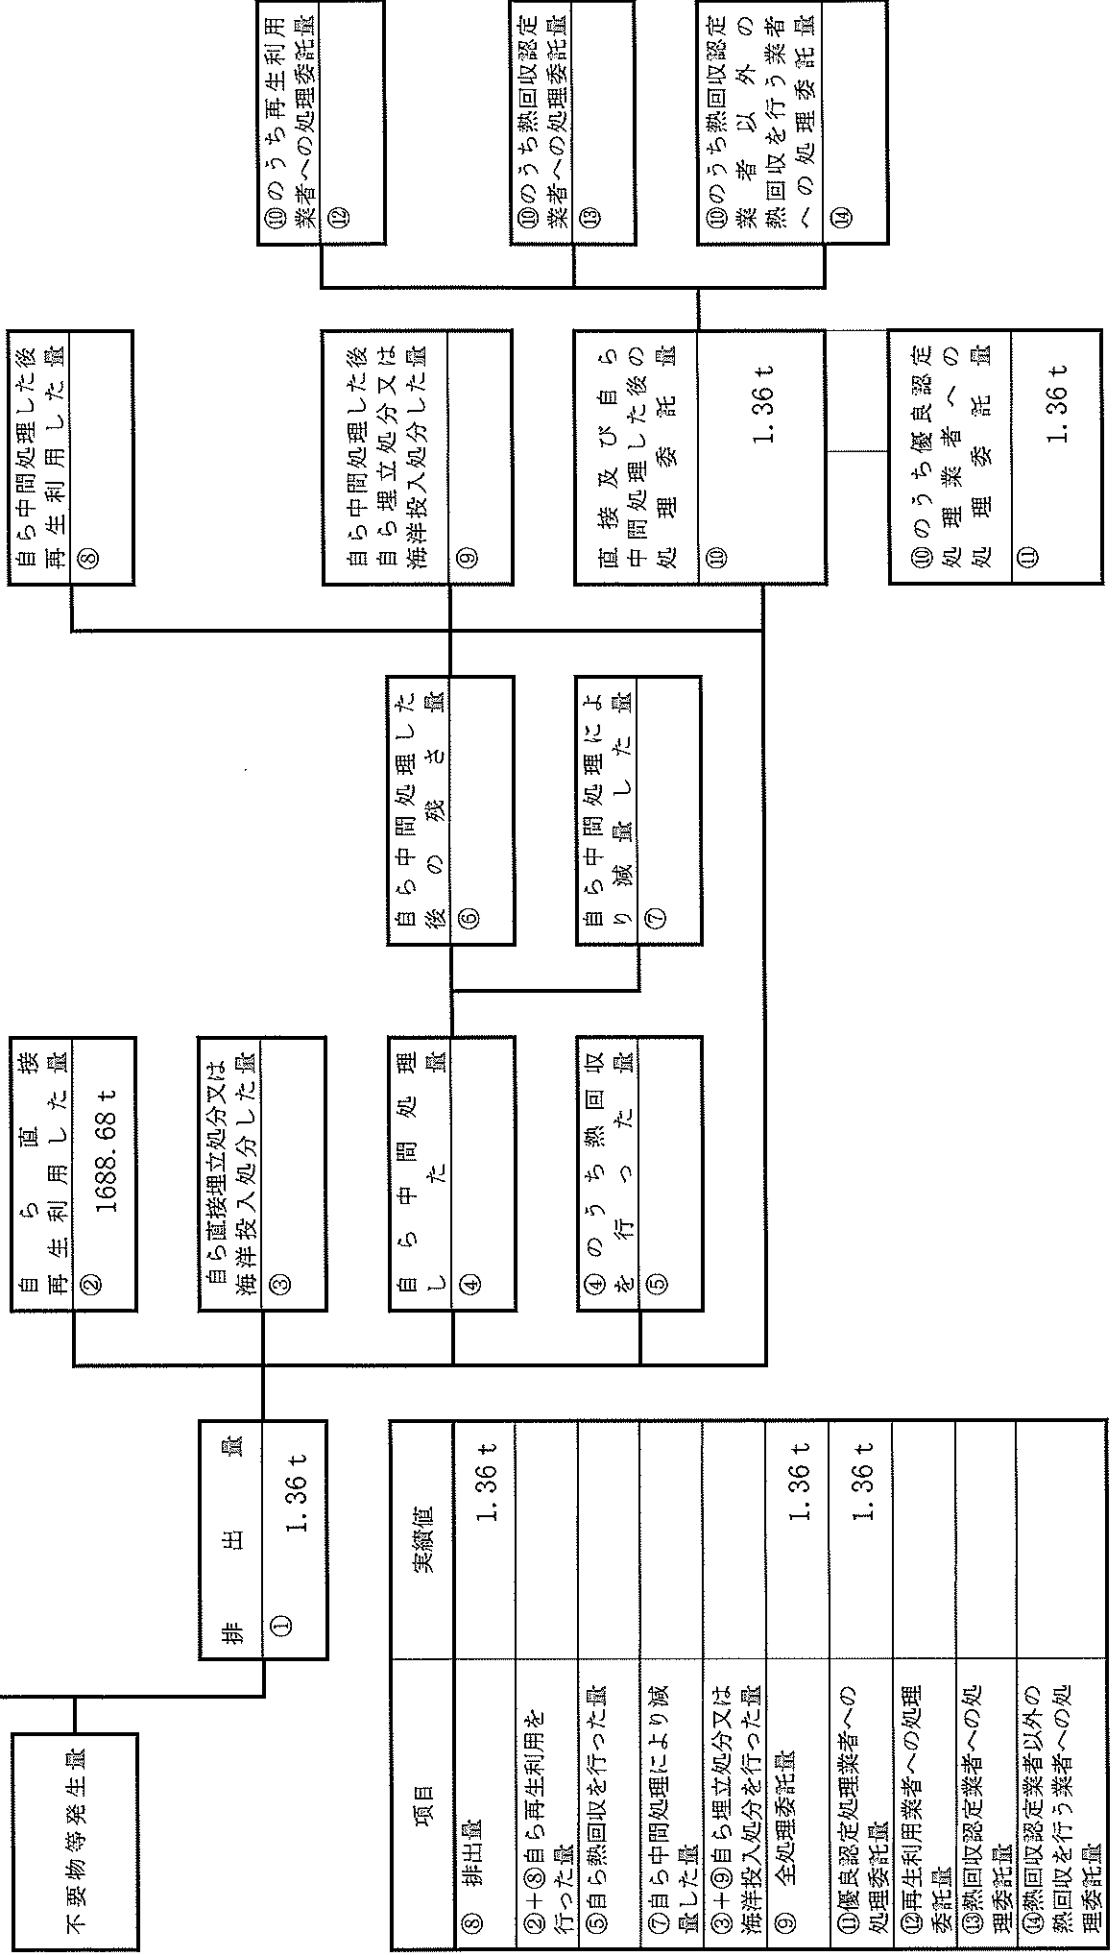 不要物等発生量
排出量
① 1.36 t
自ら直接
再生利用した量
② 1688.68 t
自ら直接埋立処分又は
海洋投入処分した量
③
自ら中間処理
した量
④
④のうち熱回収
を行った量
⑤
自ら中間処理した
後の残さ量
⑥
自ら中間処理によ
り減量した量
⑦
自ら中間処理した後
再生利用した量
⑧
自ら中間処理した後
自ら埋立処分又は
海洋投入処分した量
⑨
直接及び自ら
中間処理した後の
処理委託量
⑩ 1.36 t
⑩のうち優良認定
処理業者への
処理委託量
⑪ 1.36 t
⑩のうち再生利用
業者への処理委託量
⑫
⑩のうち熱回収認定
業者への処理委託量
⑬
⑩のうち熱回収認定
業者以外の
熱回収を行う業者
への処理委託量
⑭
項目 実績値
⑧ 排出量 1.36 t
②+⑧自ら再生利用を
行った量
⑤自ら熱回収を行った量
⑦自ら中間処理により減
量した量
③+⑨自ら埋立処分又は
海洋投入処分を行った量
⑨ 全処理委託量 1.36 t
⑪優良認定処理業者への
処理委託量 1.36 t
⑫再生利用業者への処理
委託量
⑬熱回収認定業者への処
理委託量
⑭熱回収認定業者以外の
熱回収を行う業者への処
理委託量